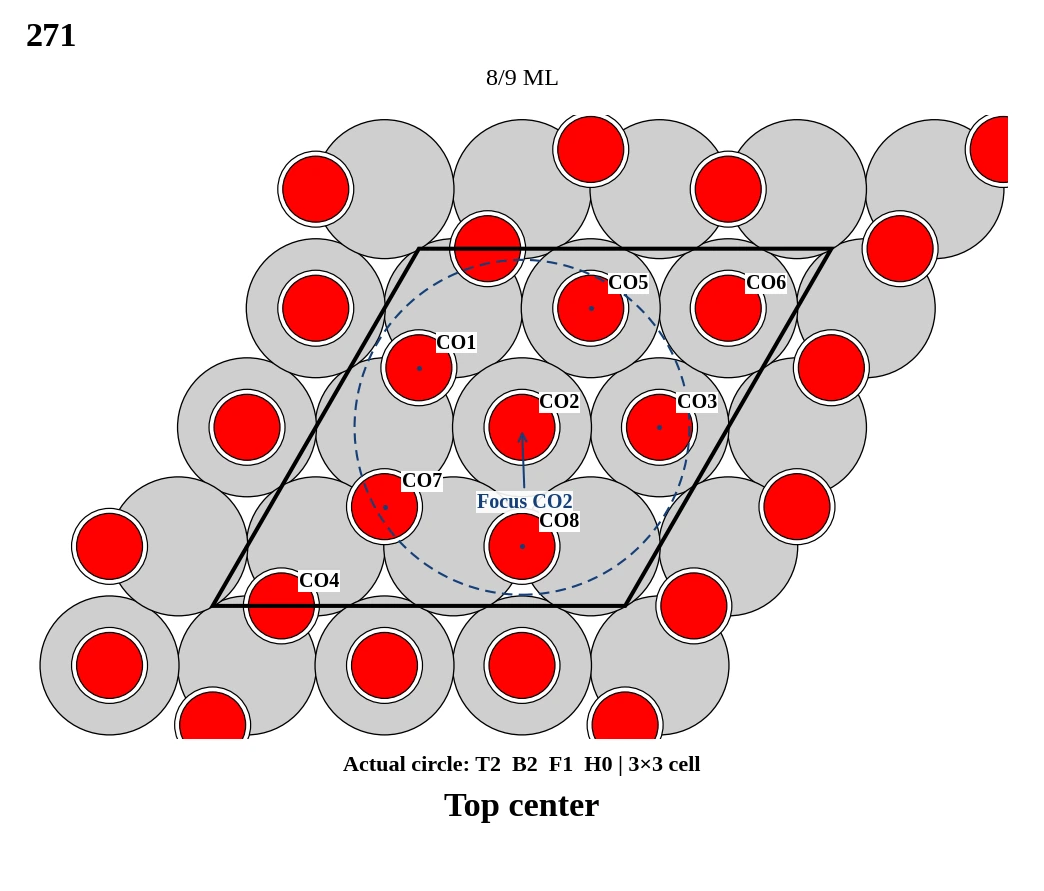 271
8/9 ML
CO5
CO6
CO1
CO2
CO3
CO7
Focus CO2
CO8
CO4
Actual circle: T2  B2  F1  H0 | 3×3 cell
Top center